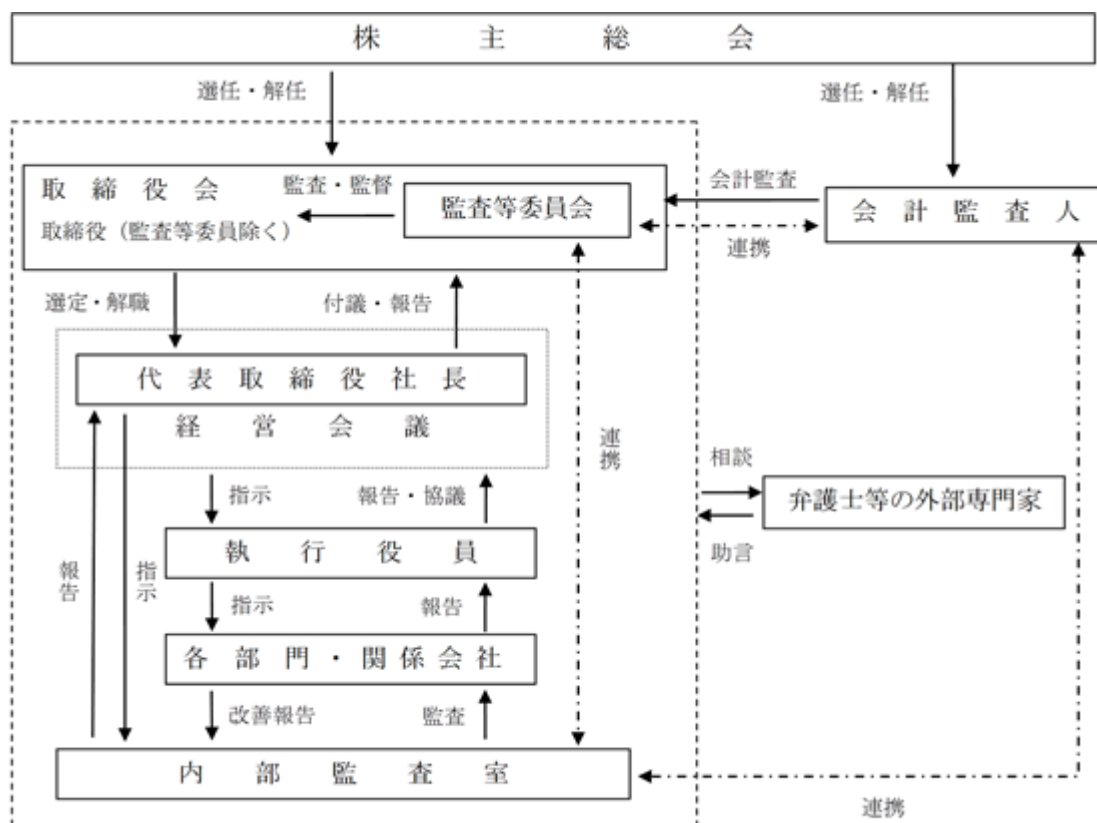 株主総会
選任・解任
選任・解任
取締役会
監査・監督
監査等委員会
会計監査
会計監査人
取締役（監査等委員除く）
連携
選定・解職
付議・報告
代表取締役社長
経営会議
連携
指示
報告・協議
相談
弁護士等の外部専門家
助言
執行役員
報告
指示
指示
報告
各部門・関係会社
改善報告
監査
内部監査室
連携